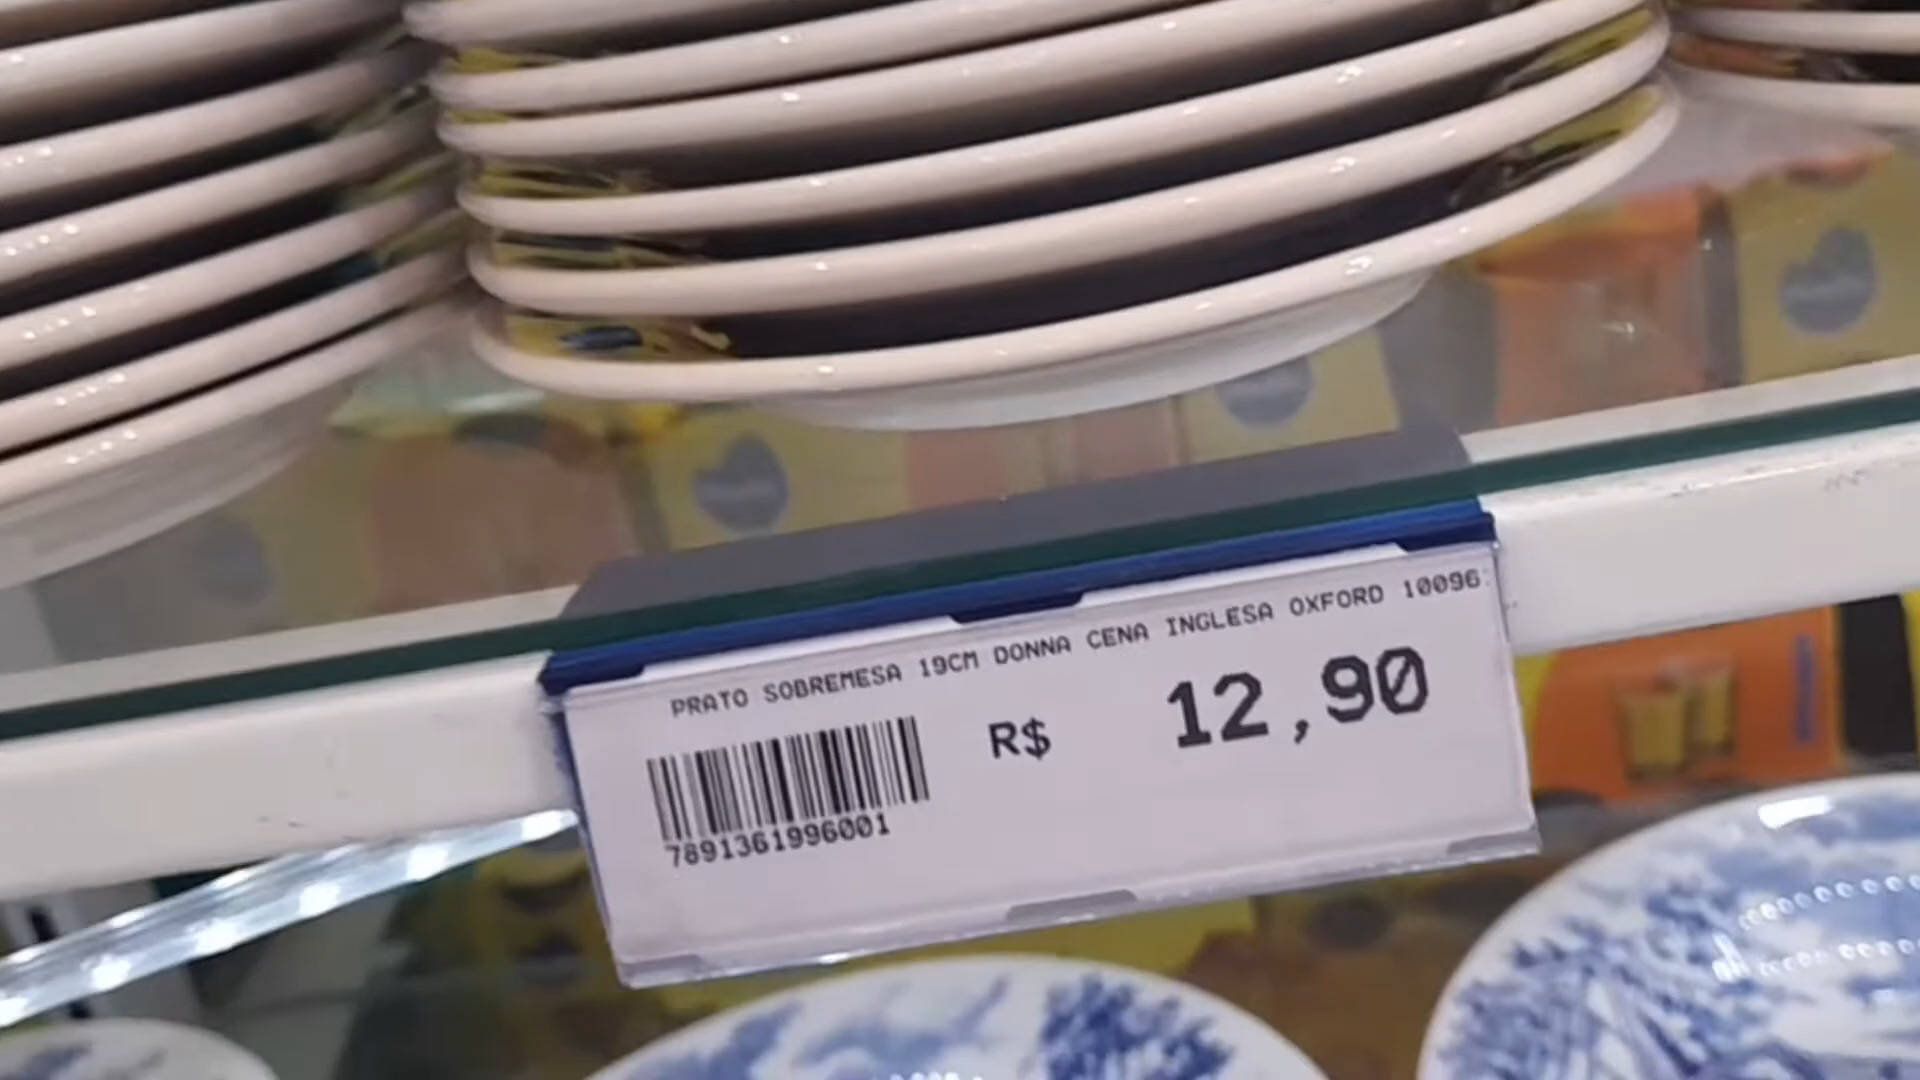 PRATO SOBREMESA 19CM DONNA CENA INGLESA OXFORD 10096
R$ 12,90
7891361996001